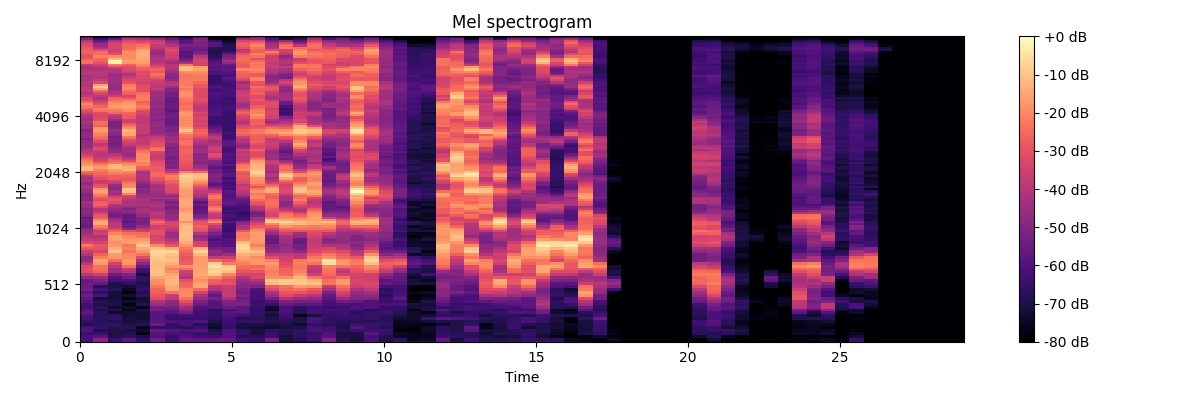 Mel spectrogram
+0 dB
8192
-10 dB
4096
-20 dB
-30 dB
Hz
2048
-40 dB
1024
-50 dB
-60 dB
512
-70 dB
0
-80 dB
0 5 10 15 20 25
Time